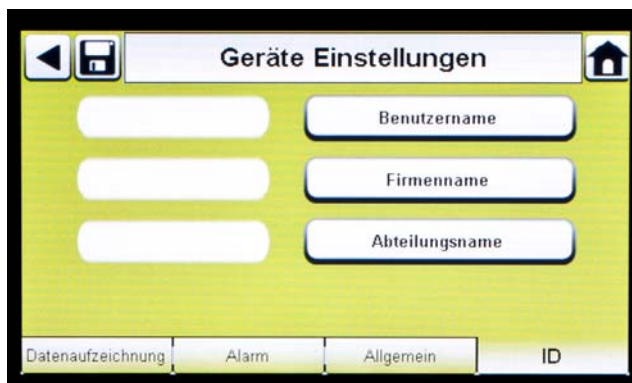 Geräte Einstellungen
Benutzername
Firmenname
Abteilungsname
Datenaufzeichnung Alarm Allgemein ID